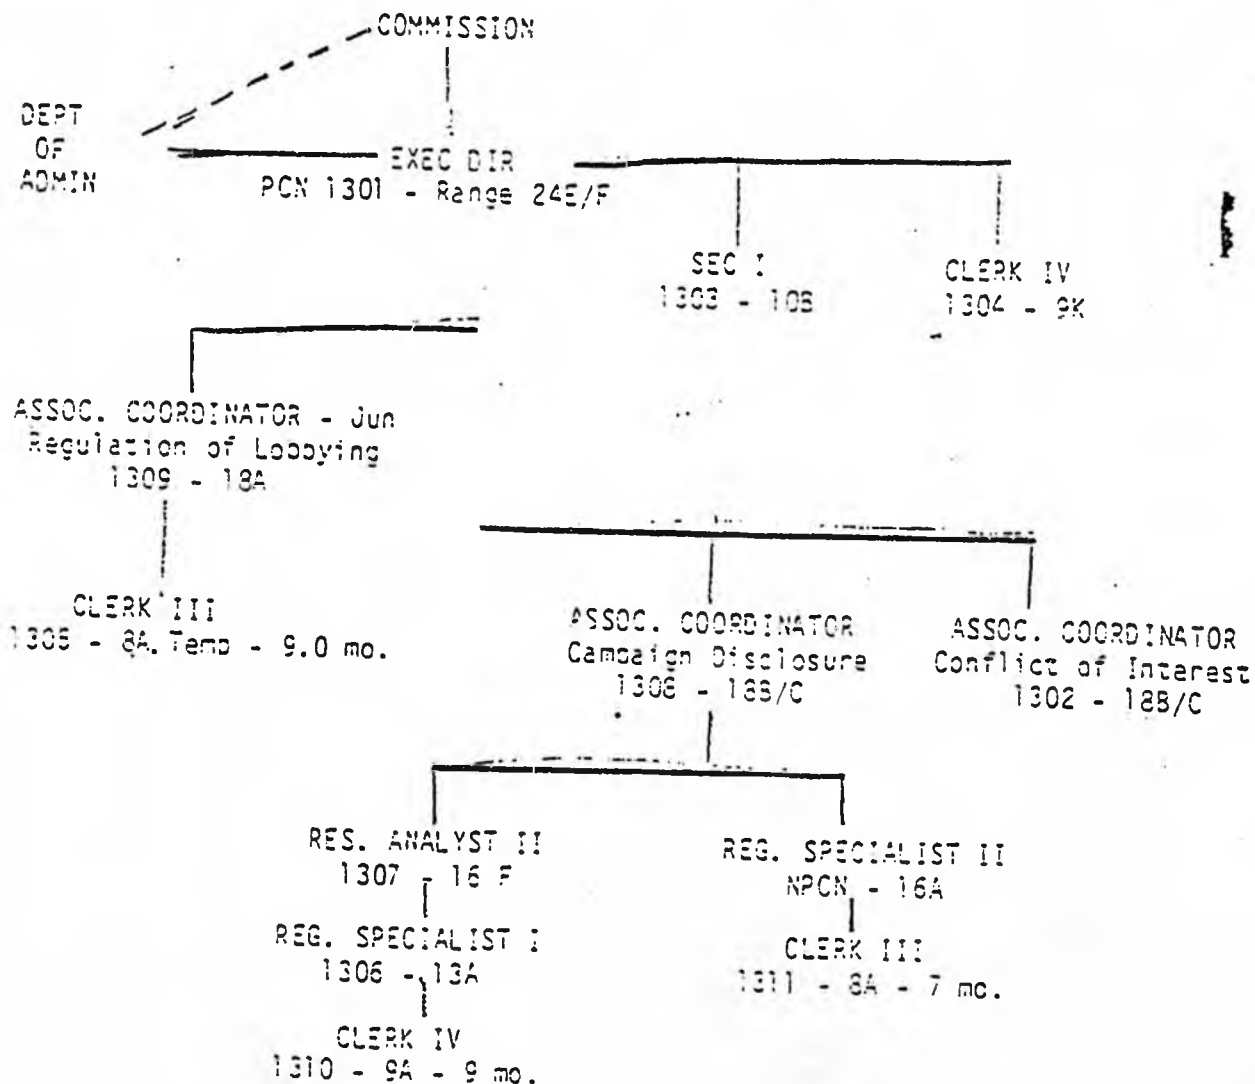 COMMISSION
DEPT
OF
ADMIN
EXEC DIR
PCN 1301 - Range 24E/F
SEC I
1303 - 10B
CLERK IV
1304 - 9K
ASSOC. COORDINATOR - Jun
Regulation of Lobbying
1309 - 18A
CLERK III
1305 - 8A. Temp - 9.0 mo.
ASSOC. COORDINATOR
Campaign Disclosure
1308 - 18B/C
ASSOC. COORDINATOR
Conflict of Interest
1302 - 18B/C
RES. ANALYST II
1307 - 16 F
REG. SPECIALIST II
NPCN - 16A
REG. SPECIALIST I
1306 - 13A
CLERK III
1311 - 8A - 7 mo.
CLERK IV
1310 - 9A - 9 mo.